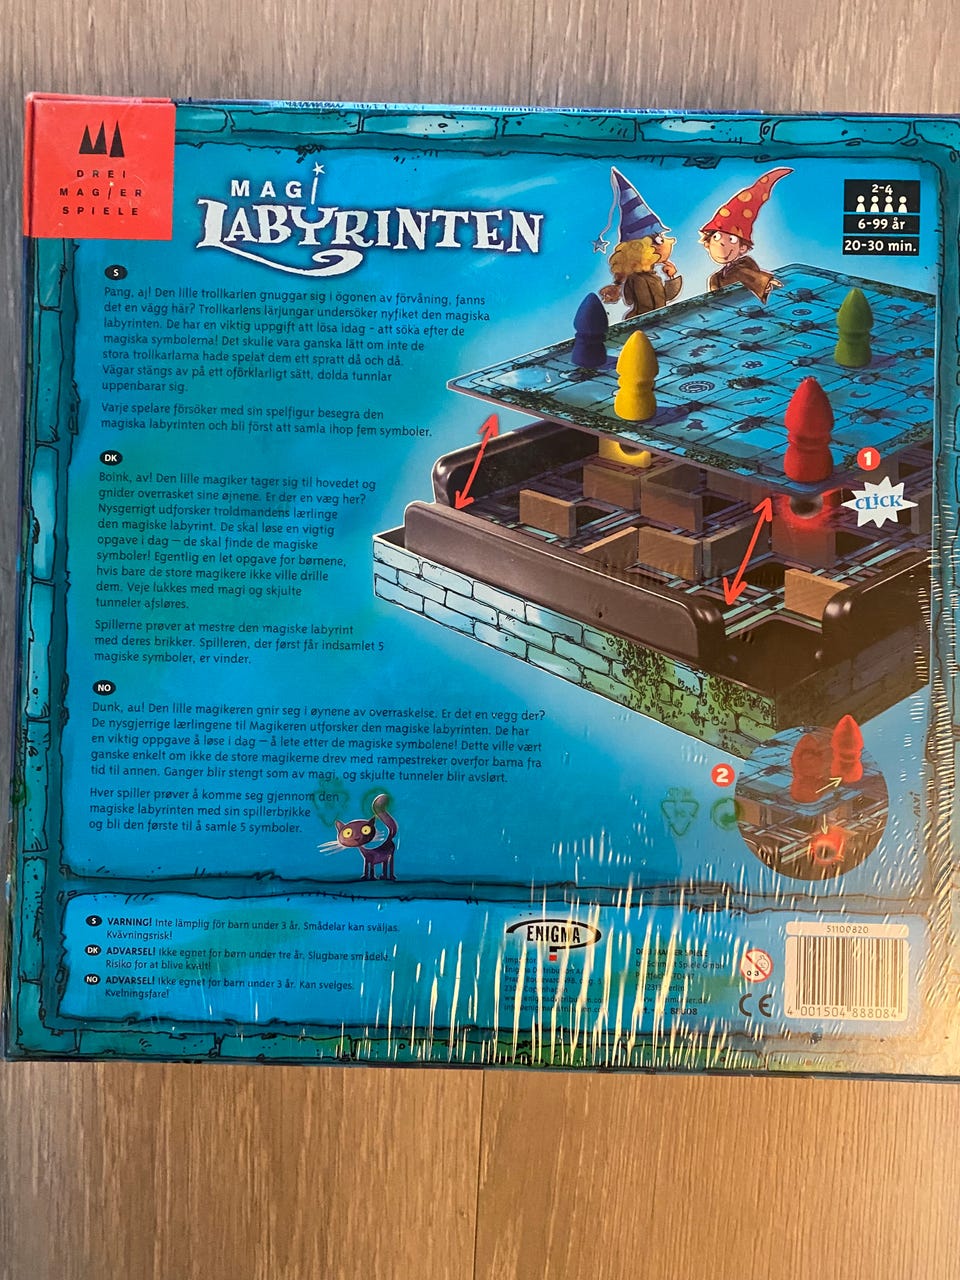 DREI
MAGIER
SPIELE
MAGI
LABYRINTEN
2-4
6-99 år
20-30 min.
S
Pang, aj! Den lille trollkarlen gnuggar sig i ögonen av förvåning, fanns
det en vägg här? Trollkarlens lärjungar undersöker nyfiket den magiska
labyrinten. De har en viktig uppgift att lösa idag - att söka efter de
magiska symbolerna! Det skulle vara ganska lätt om inte de
stora trollkarlarna hade spelat dem ett spratt då och då.
Vägar stängs av på ett oförklarligt sätt, dolda tunnlar
uppenbarar sig.
Varje spelare försöker med sin spelfigur besegra den
magiska labyrinten och bli först att samla ihop fem symboler.
DK
Boink, av! Den lille magiker tager sig til hovedet og
gnider overrasket sine øjnene. Er der en væg her?
Nysgerrigt udforsker troldmandens lærlinge
den magiske labyrint. De skal løse en vigtig
opgave i dag – de skal finde de magiske
symboler! Egentlig en let opgave for børnene,
hvis bare de store magikere ikke ville drille
dem. Veje lukkes med magi og skjulte
tunneler afsløres.
Spillerne prøver at mestre den magiske labyrint
med deres brikker. Spilleren, der først får indsamlet 5
magiske symboler, er vinder.
NO
Dunk, au! Den lille magikeren gnir seg i øynene av overraskelse. Er det en vegg der?
De nysgjerrige lærlingene til Magikeren utforsker den magiske labyrinten. De har
en viktig oppgave å løse i dag – å lete etter de magiske symbolene! Dette ville vært
ganske enkelt om ikke de store magikerne drev med rampestreker overfor barna fra
tid til annen. Ganger blir stengt som av magi, og skjulte tunneler blir avslørt.
Hver spiller prøver å komme seg gjennom den
magiske labyrinten med sin spillerbrikke
og bli den første til å samle 5 symboler.
1
CLICK
2
S VARNING! Inte lämplig för barn under 3 år. Smådelar kan sväljas.
Kvävningsrisk!
DK ADVARSEL! Ikke egnet for børn under tre år. Slugbare smådele.
Risiko for at blive kvalt!
NO ADVARSEL! Ikke egnet for barn under 3 år. Kan svelges.
Kvelningsfare!
ENIGMA
Enigma Distribution
Copenhagen
DREI MAGIER SPIELE
Schmidt Spiele GmbH
Berlin
88808
0-3
CE
51100820
4 001504 888084